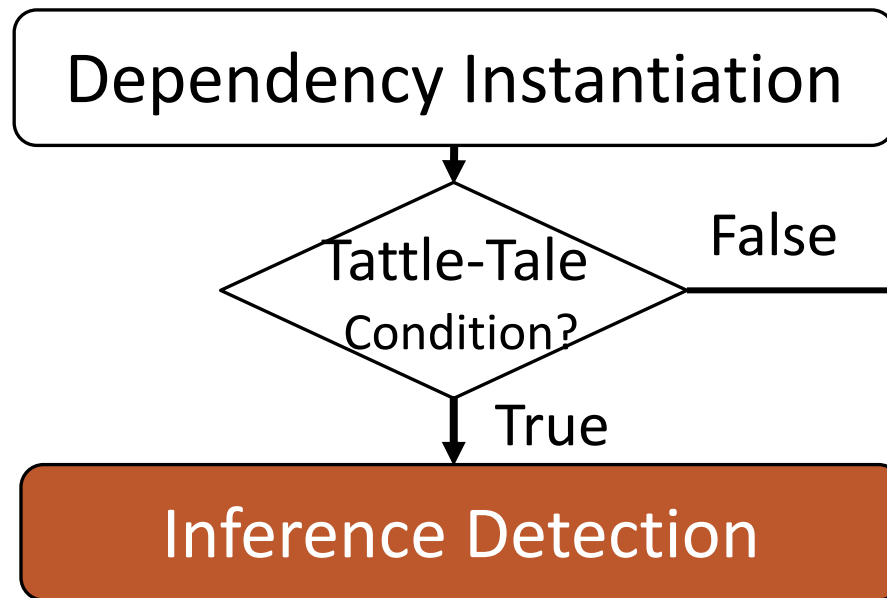 Dependency Instantiation
Tattle-Tale
Condition?
False
True
Inference Detection